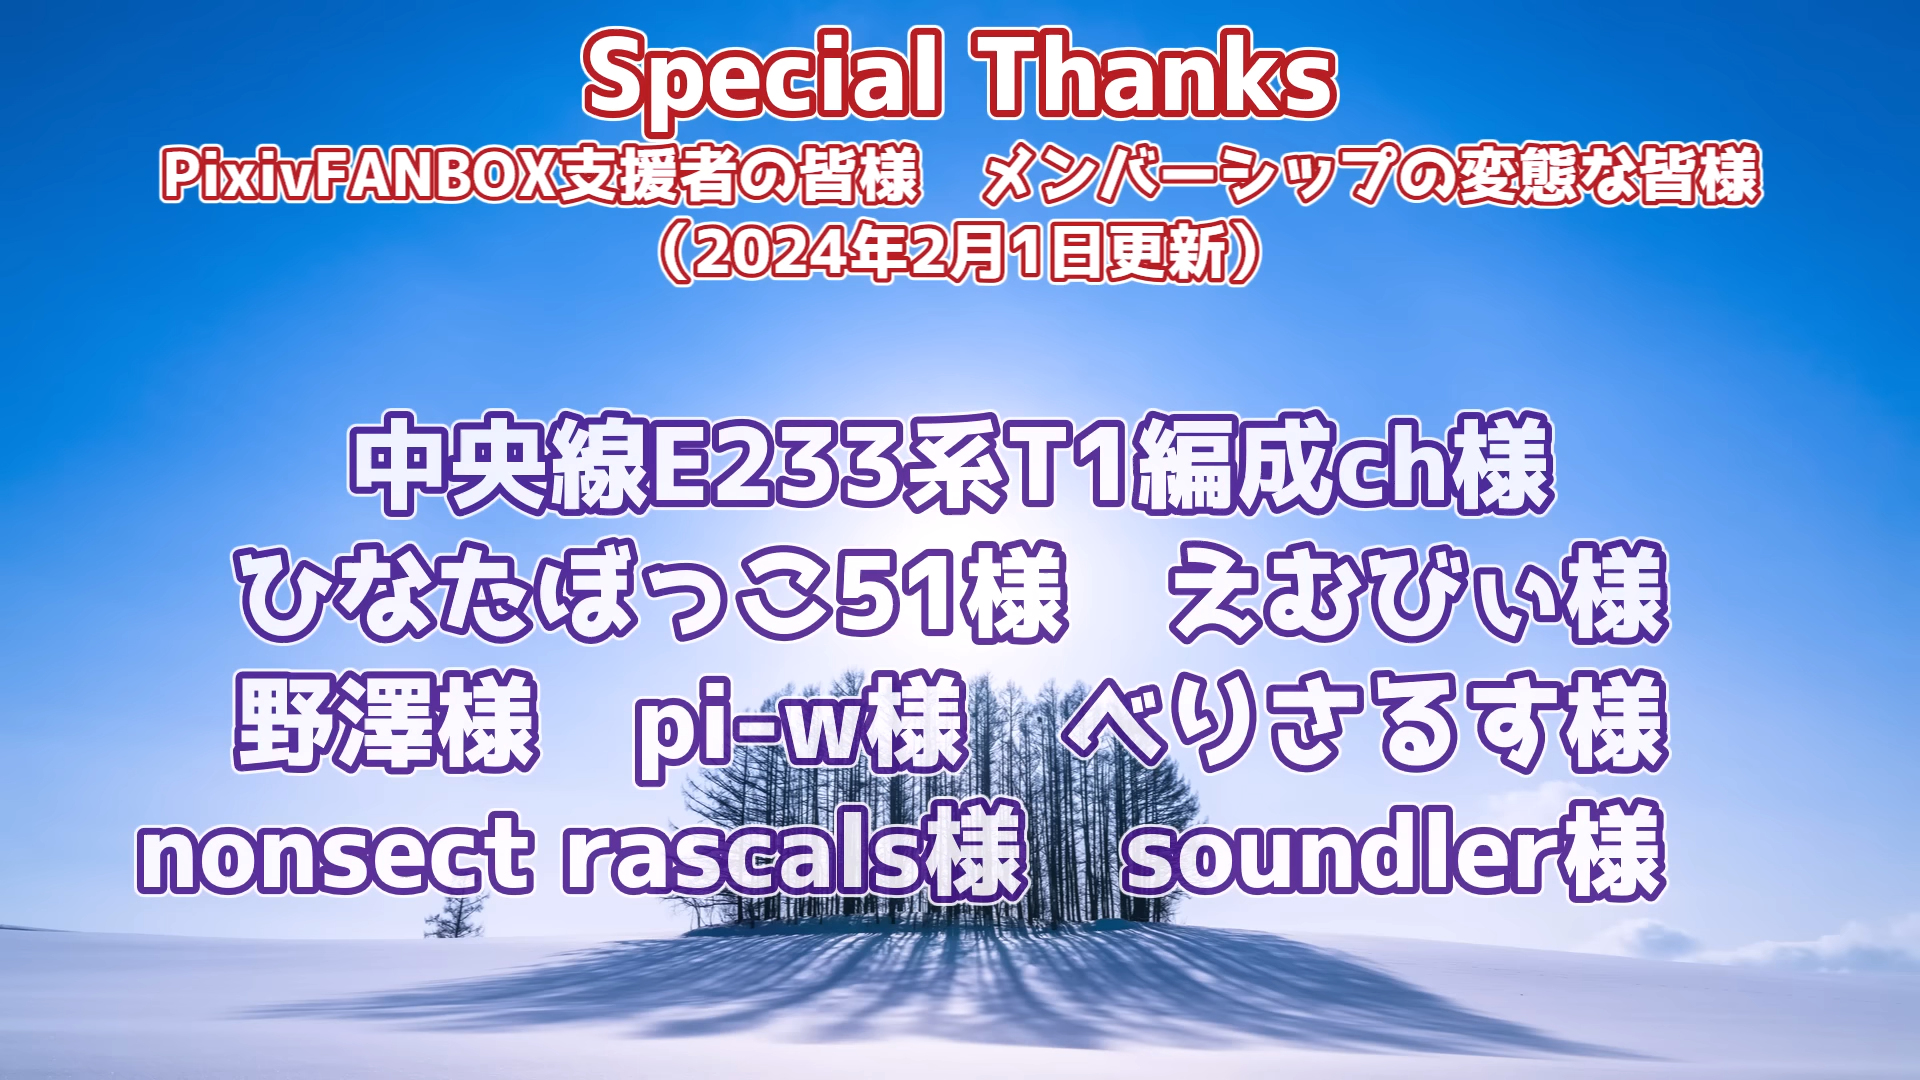 Special Thanks
PixivFANBOX支援者の皆様　メンバーシップの変態な皆様
（2024年2月1日更新）
中央線E233系T1編成ch様
ひなたぼっこ51様　えむびぃ様
野澤様　pi-w様　べりさるす様
nonsect rascals様　soundler様